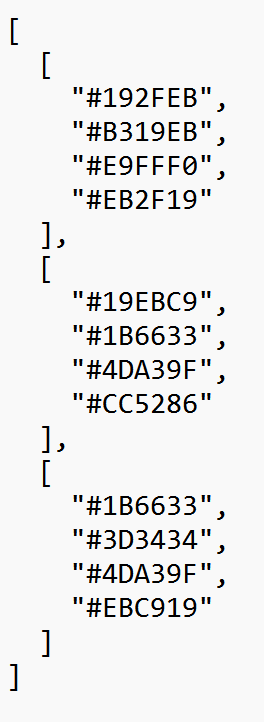 [
  [
    "#192FEB",
    "#B319EB",
    "#E9FFF0",
    "#EB2F19"
  ],
  [
    "#19EBC9",
    "#1B6633",
    "#4DA39F",
    "#CC5286"
  ],
  [
    "#1B6633",
    "#3D3434",
    "#4DA39F",
    "#EBC919"
  ]
]